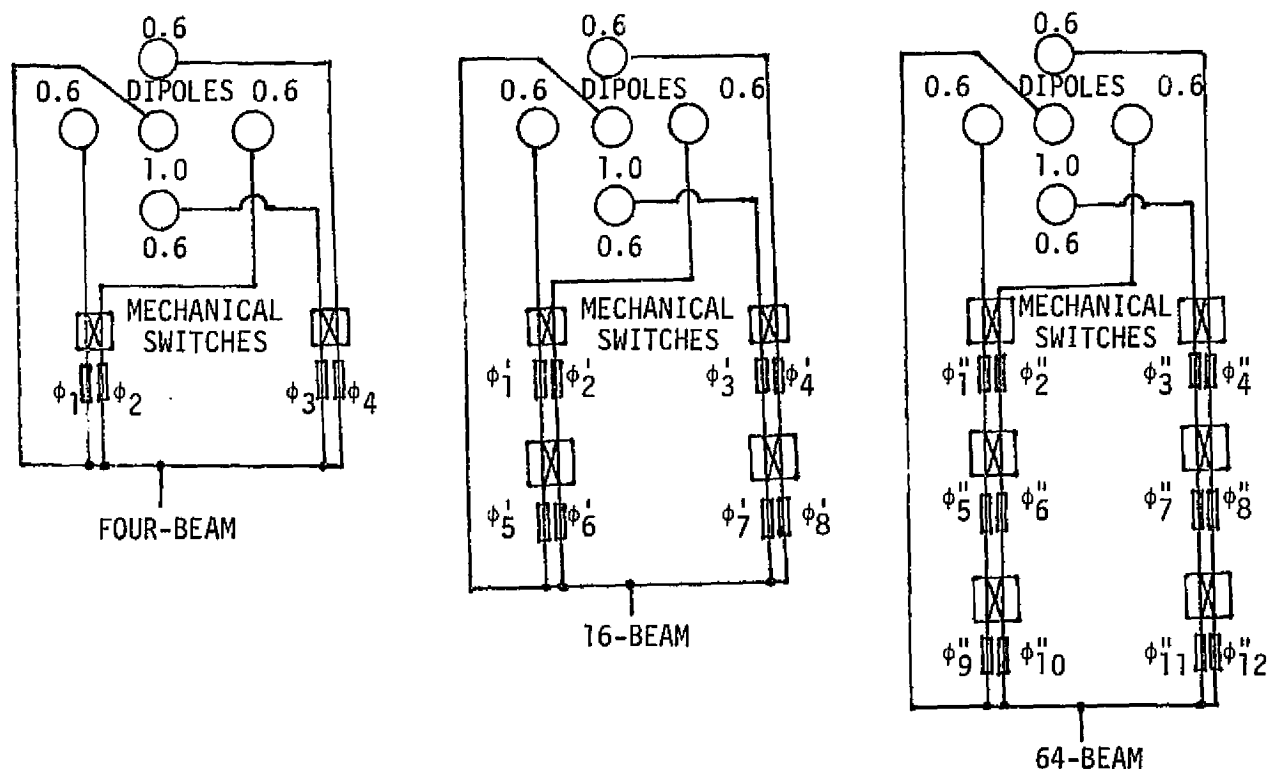 0.6
0.6 DIPOLES 0.6
1.0
0.6
MECHANICAL
SWITCHES
ϕ1 ϕ2 ϕ3 ϕ4
FOUR-BEAM
0.6
0.6 DIPOLES 0.6
1.0
0.6
MECHANICAL
SWITCHES
ϕ'1 ϕ'2 ϕ'3 ϕ'4
ϕ'5 ϕ'6 ϕ'7 ϕ'8
16-BEAM
0.6
0.6 DIPOLES 0.6
1.0
0.6
MECHANICAL
SWITCHES
ϕ"1 ϕ"2 ϕ"3 ϕ"4
ϕ"5 ϕ"6 ϕ"7 ϕ"8
ϕ"9 ϕ"10 ϕ"11 ϕ"12
64-BEAM